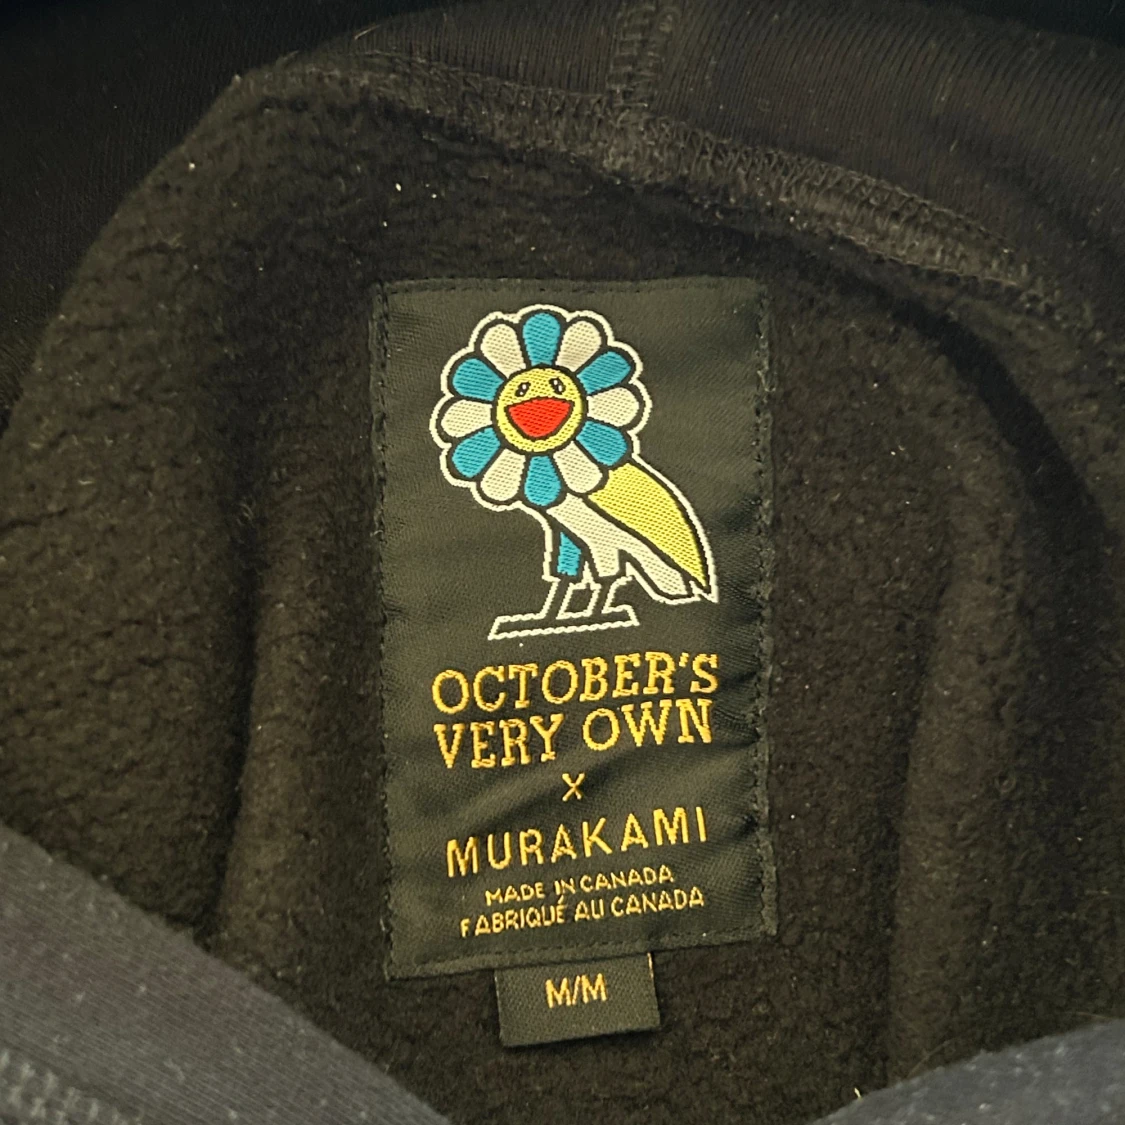 OCTOBER'S
VERY OWN
X
MURAKAMI
MADE IN CANADA
FABRIQUÉ AU CANADA
M/M